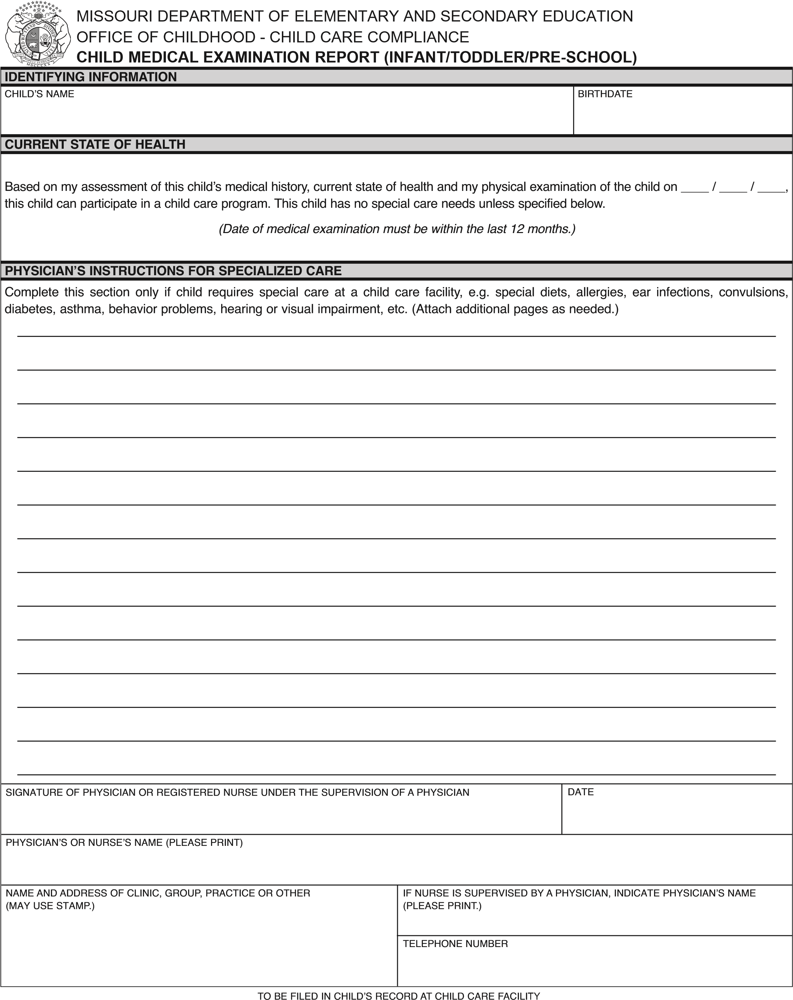 MISSOURI DEPARTMENT OF ELEMENTARY AND SECONDARY EDUCATION
OFFICE OF CHILDHOOD - CHILD CARE COMPLIANCE
CHILD MEDICAL EXAMINATION REPORT (INFANT/TODDLER/PRE-SCHOOL)
UNITED WE STAND DIVIDED WE FALL
SALUS POPULI SUPREMA LEX ESTO
MDCCCXX
IDENTIFYING INFORMATION
CHILD’S NAME
BIRTHDATE
CURRENT STATE OF HEALTH
Based on my assessment of this child’s medical history, current state of health and my physical examination of the child on ____ / ____ / ____,
this child can participate in a child care program. This child has no special care needs unless specified below.
(Date of medical examination must be within the last 12 months.)
PHYSICIAN’S INSTRUCTIONS FOR SPECIALIZED CARE
Complete this section only if child requires special care at a child care facility, e.g. special diets, allergies, ear infections, convulsions,
diabetes, asthma, behavior problems, hearing or visual impairment, etc. (Attach additional pages as needed.)
SIGNATURE OF PHYSICIAN OR REGISTERED NURSE UNDER THE SUPERVISION OF A PHYSICIAN
DATE
PHYSICIAN’S OR NURSE’S NAME (PLEASE PRINT)
NAME AND ADDRESS OF CLINIC, GROUP, PRACTICE OR OTHER
(MAY USE STAMP.)
IF NURSE IS SUPERVISED BY A PHYSICIAN, INDICATE PHYSICIAN’S NAME
(PLEASE PRINT.)
TELEPHONE NUMBER
TO BE FILED IN CHILD’S RECORD AT CHILD CARE FACILITY